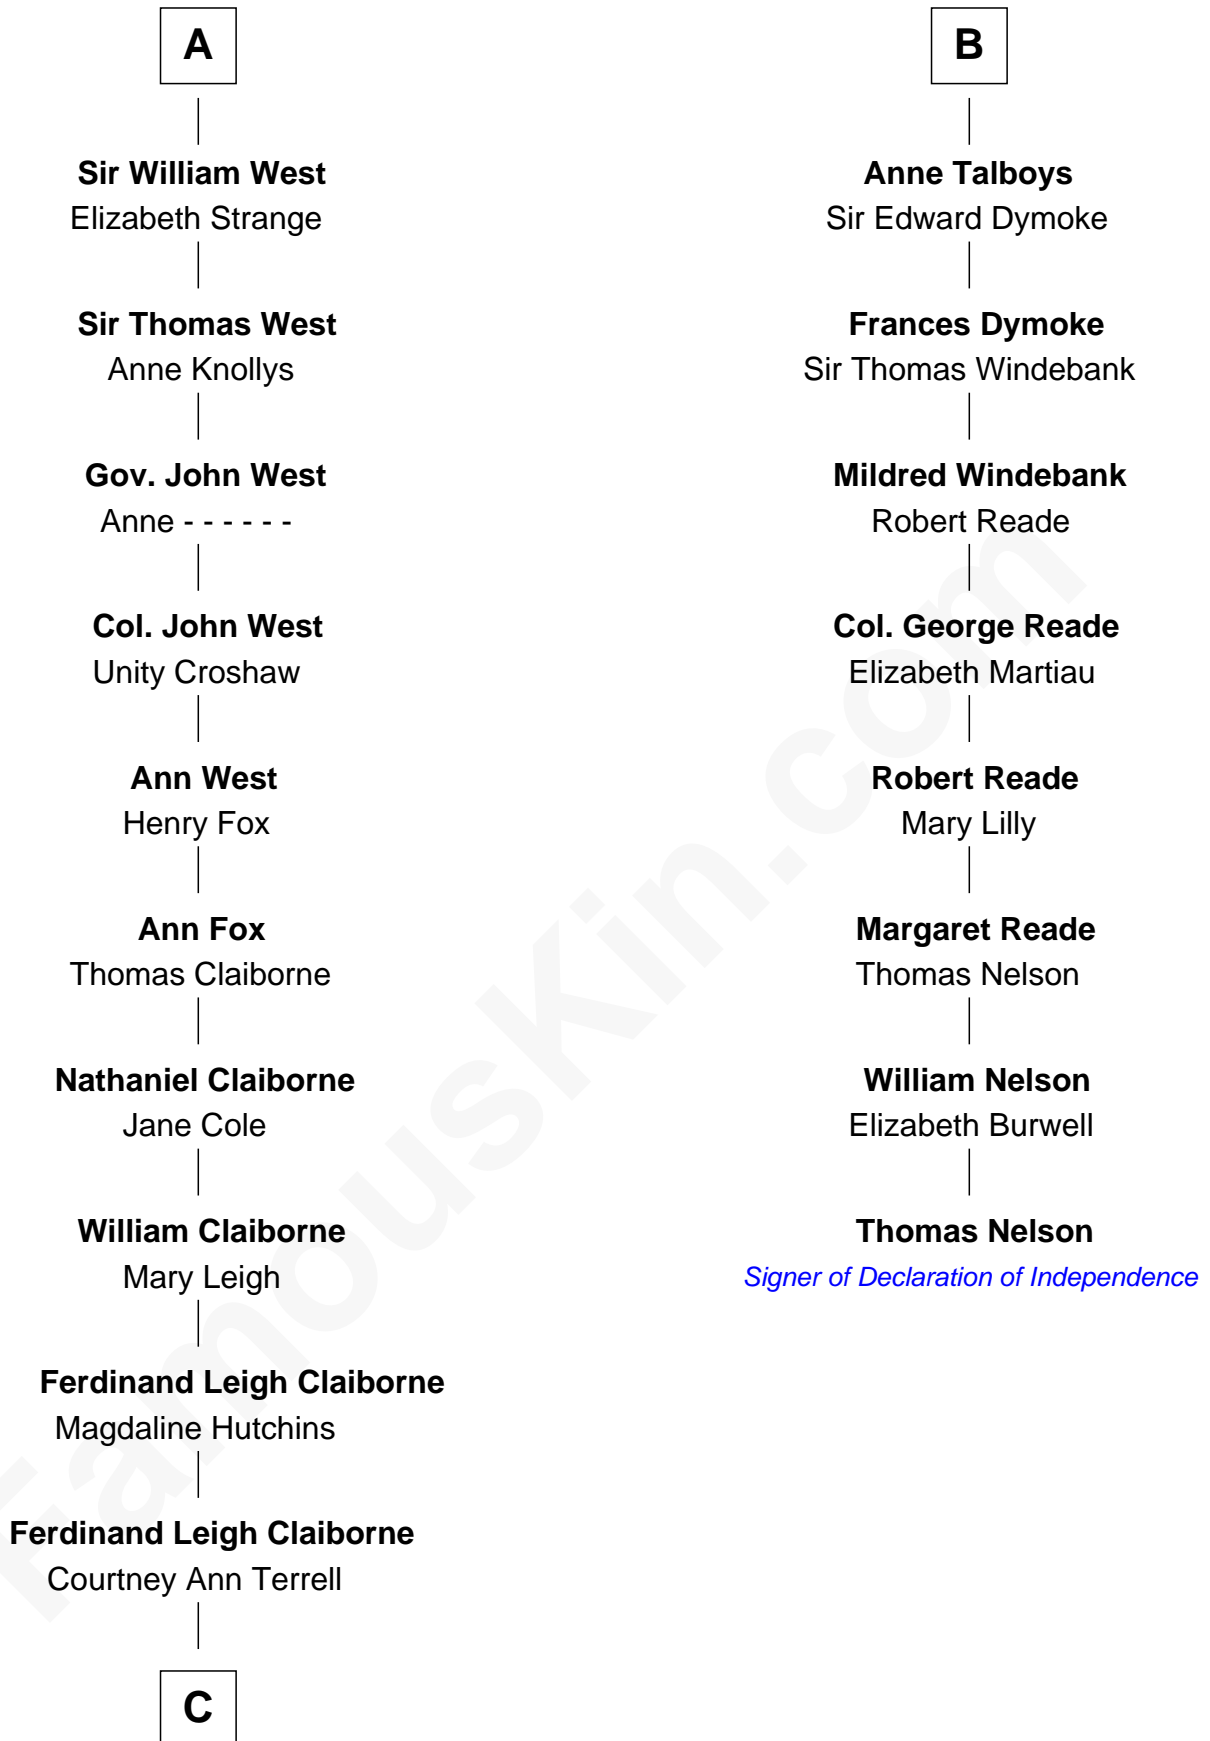 A
Sir William West
Elizabeth Strange
Sir Thomas West
Anne Knollys
Gov. John West
Anne - - - - - -
Col. John West
Unity Croshaw
Ann West
Henry Fox
Ann Fox
Thomas Claiborne
Nathaniel Claiborne
Jane Cole
William Claiborne
Mary Leigh
Ferdinand Leigh Claiborne
Magdaline Hutchins
Ferdinand Leigh Claiborne
Courtney Ann Terrell
C
B
Anne Talboys
Sir Edward Dymoke
Frances Dymoke
Sir Thomas Windebank
Mildred Windebank
Robert Reade
Col. George Reade
Elizabeth Martiau
Robert Reade
Mary Lilly
Margaret Reade
Thomas Nelson
William Nelson
Elizabeth Burwell
Thomas Nelson
Signer of Declaration of Independence
FamousKin.com